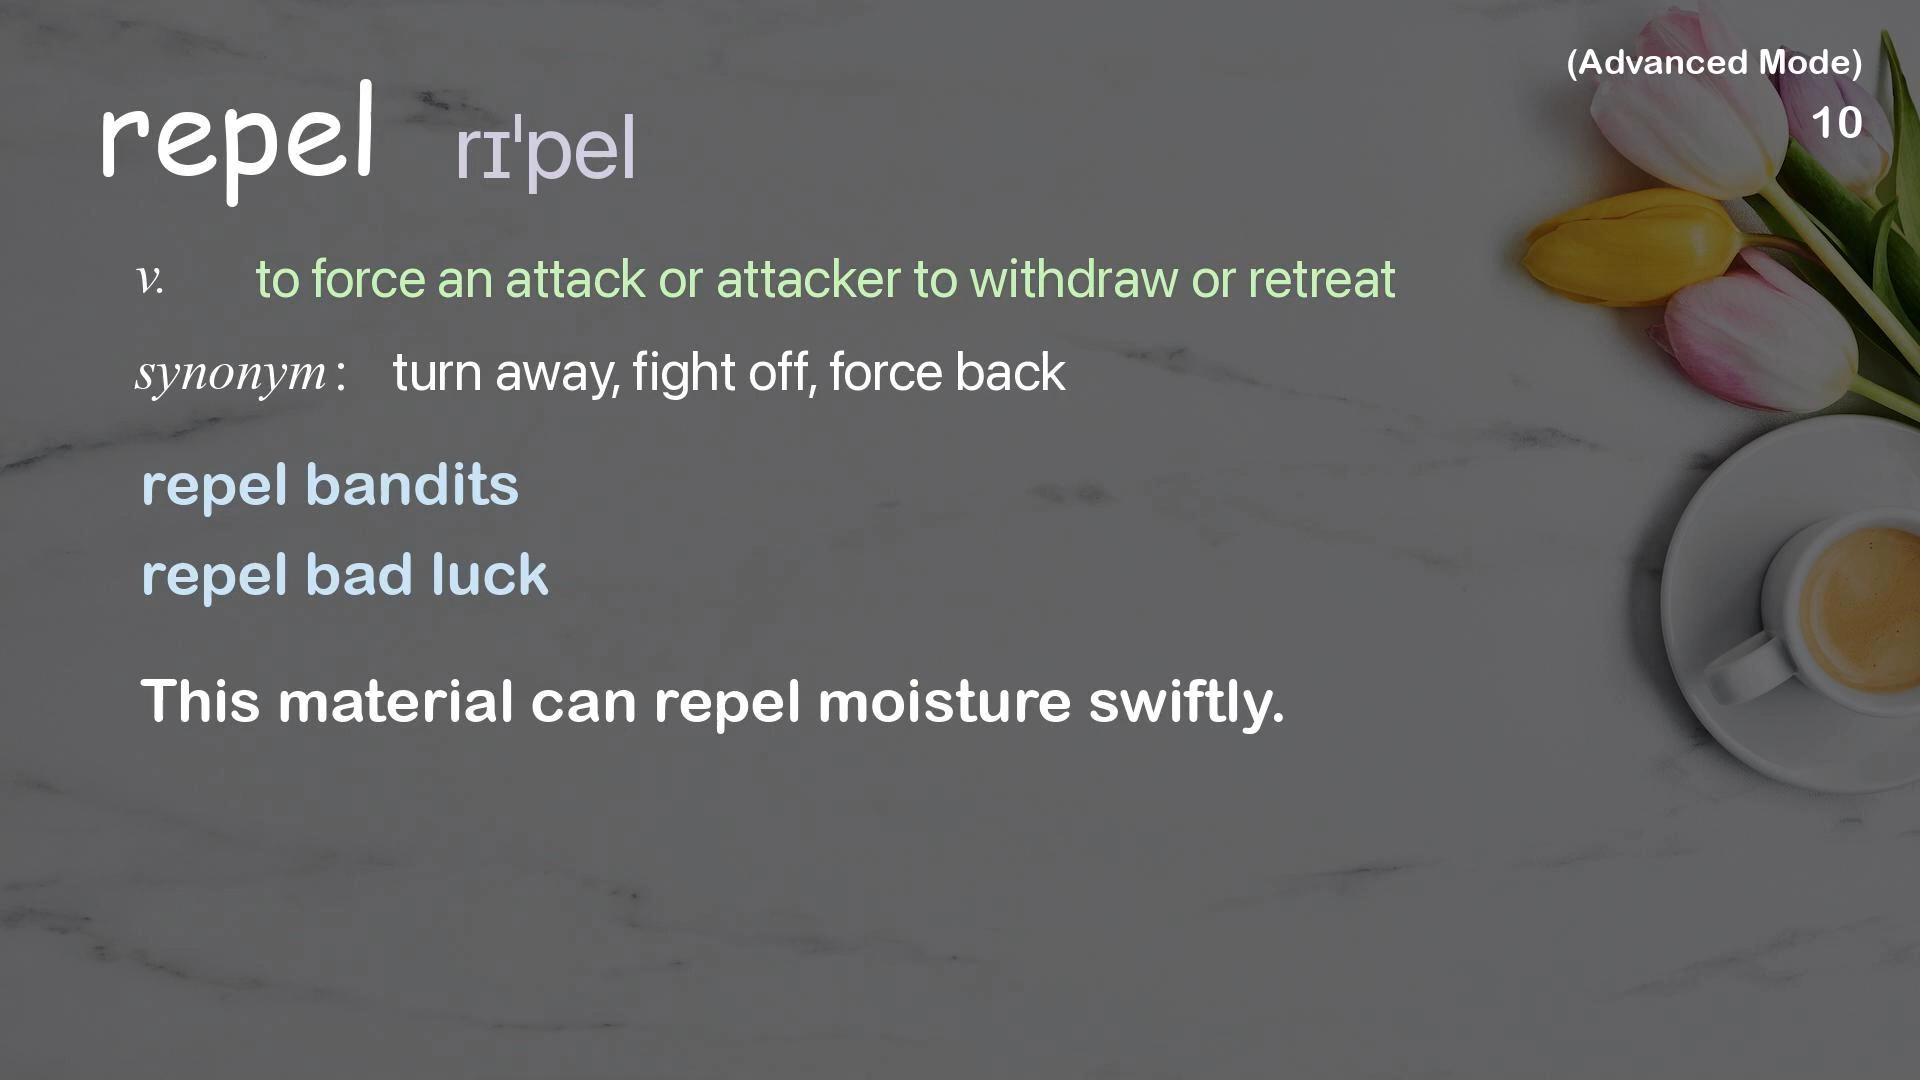 (Advanced Mode)
10
repel rɪˈpel
v. to force an attack or attacker to withdraw or retreat
synonym : turn away, fight off, force back
repel bandits
repel bad luck
This material can repel moisture swiftly.